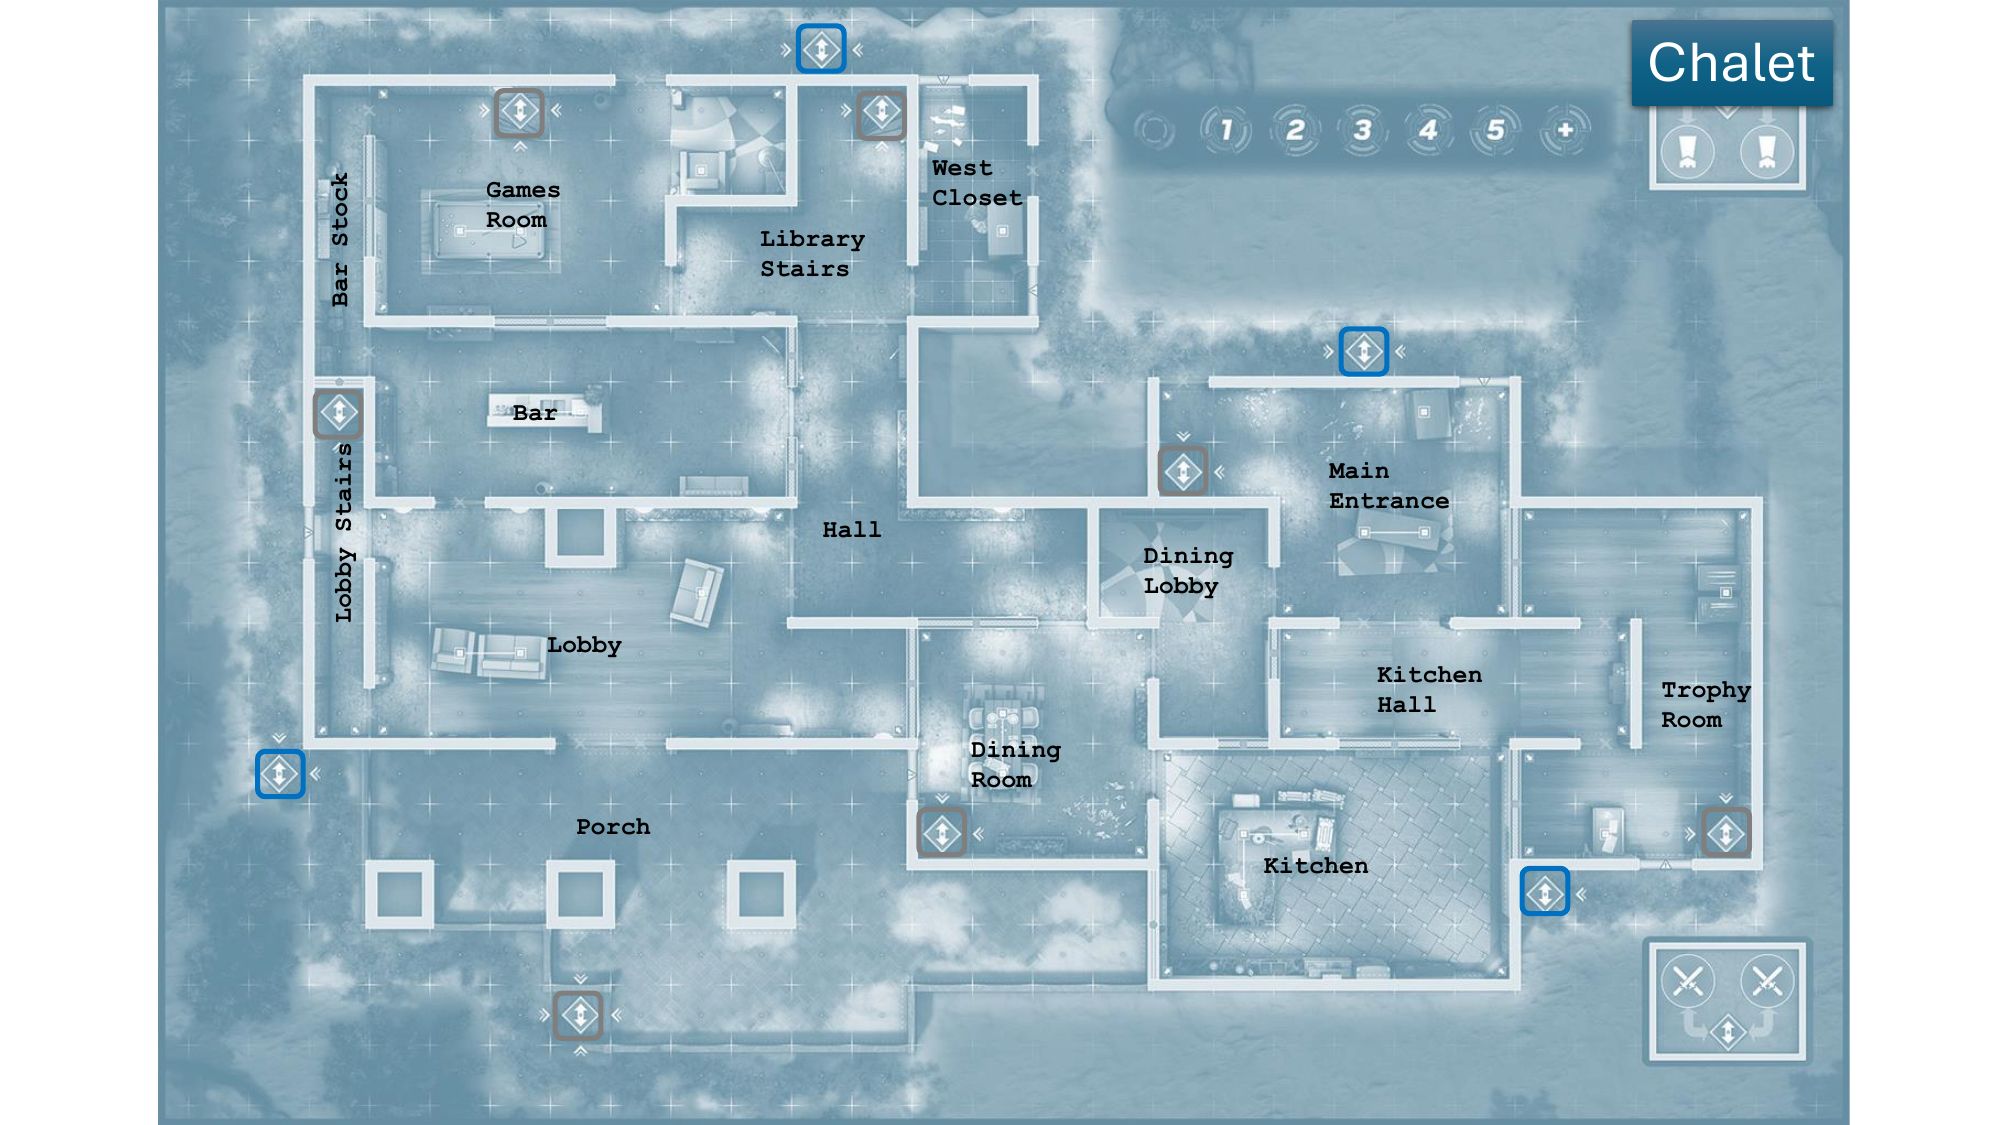 Chalet
1 2 3 4 5 +
West
Closet
Games
Room
Bar Stock
Library
Stairs
Bar
Main
Entrance
Lobby Stairs
Hall
Dining
Lobby
Lobby
Kitchen
Hall
Trophy
Room
Dining
Room
Porch
Kitchen